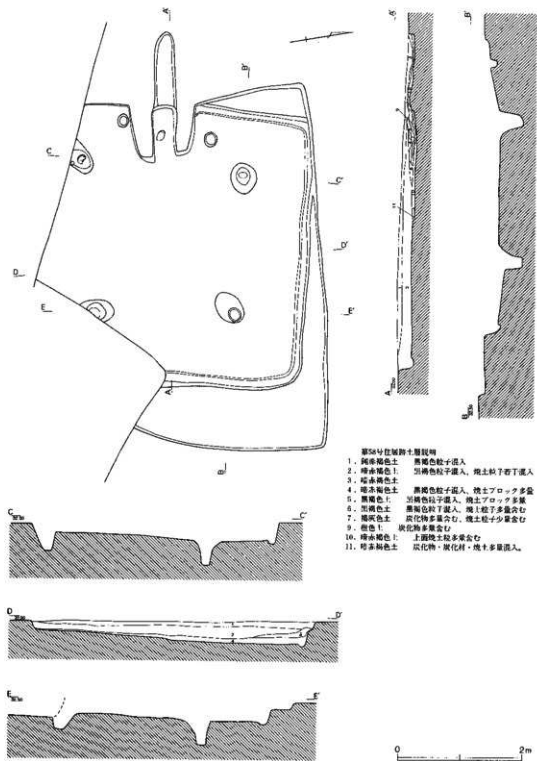 A'
B'
C
C'
D
D'
E
E'
A'
B
A'
B'
A
B
第58号住居跡土層説明
1. 純赤褐色土 黒褐色粒子混入
2. 暗赤褐色土 黒褐色粒子混入、焼土粒子若干混入
3. 暗赤褐色土
4. 暗赤褐色土 黒褐色粒子混入、焼土ブロック多量
5. 黒褐色土 黒褐色粒子混入、焼土ブロック多量
6. 黒褐色土 黒褐色粒子混入、焼土粒子多量含む
7. 褐灰色土 炭化物多量含む、焼土粒子少量含む
9. 橙色土 炭化物多量含む
10. 暗赤褐色土 上面焼土粒多量含む
11. 暗赤褐色土 炭化物・炭化材・焼土多量混入。
C
C'
D
D'
E
E'
0
2m